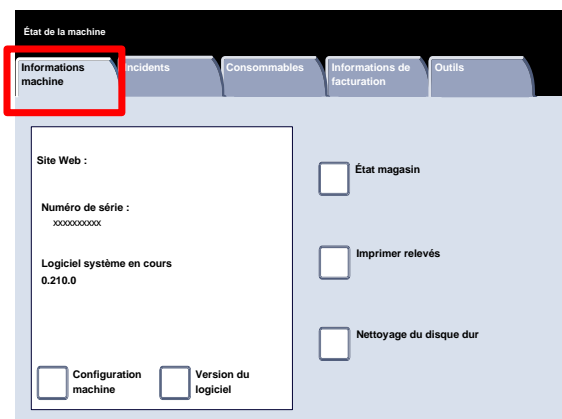 État de la machine
Informations machine
Incidents
Consommables
Informations de facturation
Outils
Site Web :
Numéro de série :
xxxxxxxxxx
Logiciel système en cours
0.210.0
Configuration machine
Version du logiciel
État magasin
Imprimer relevés
Nettoyage du disque dur